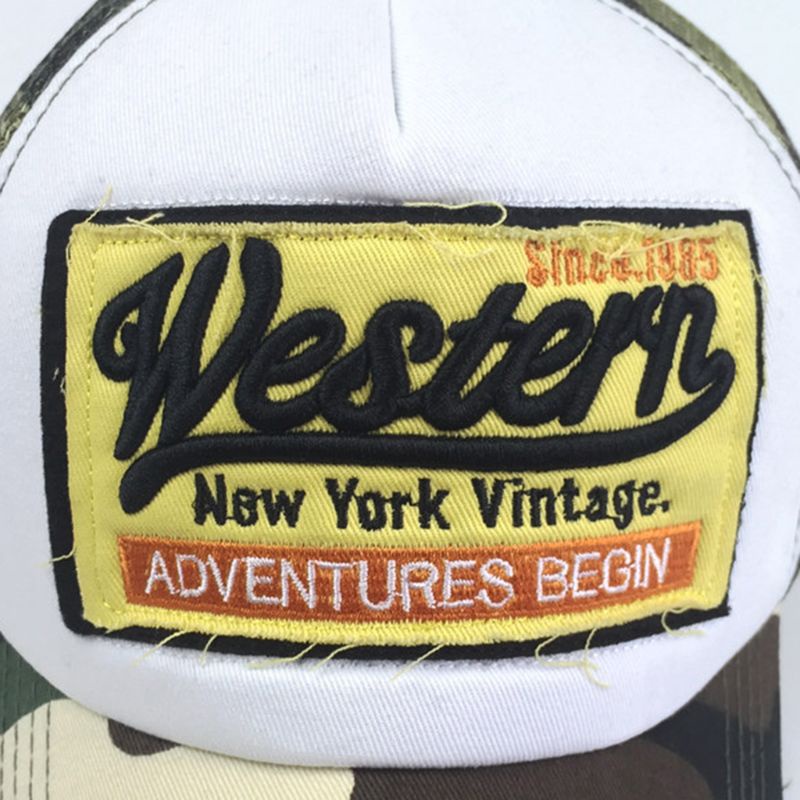 Since.1985
Western
New York Vintage.
ADVENTURES BEGIN